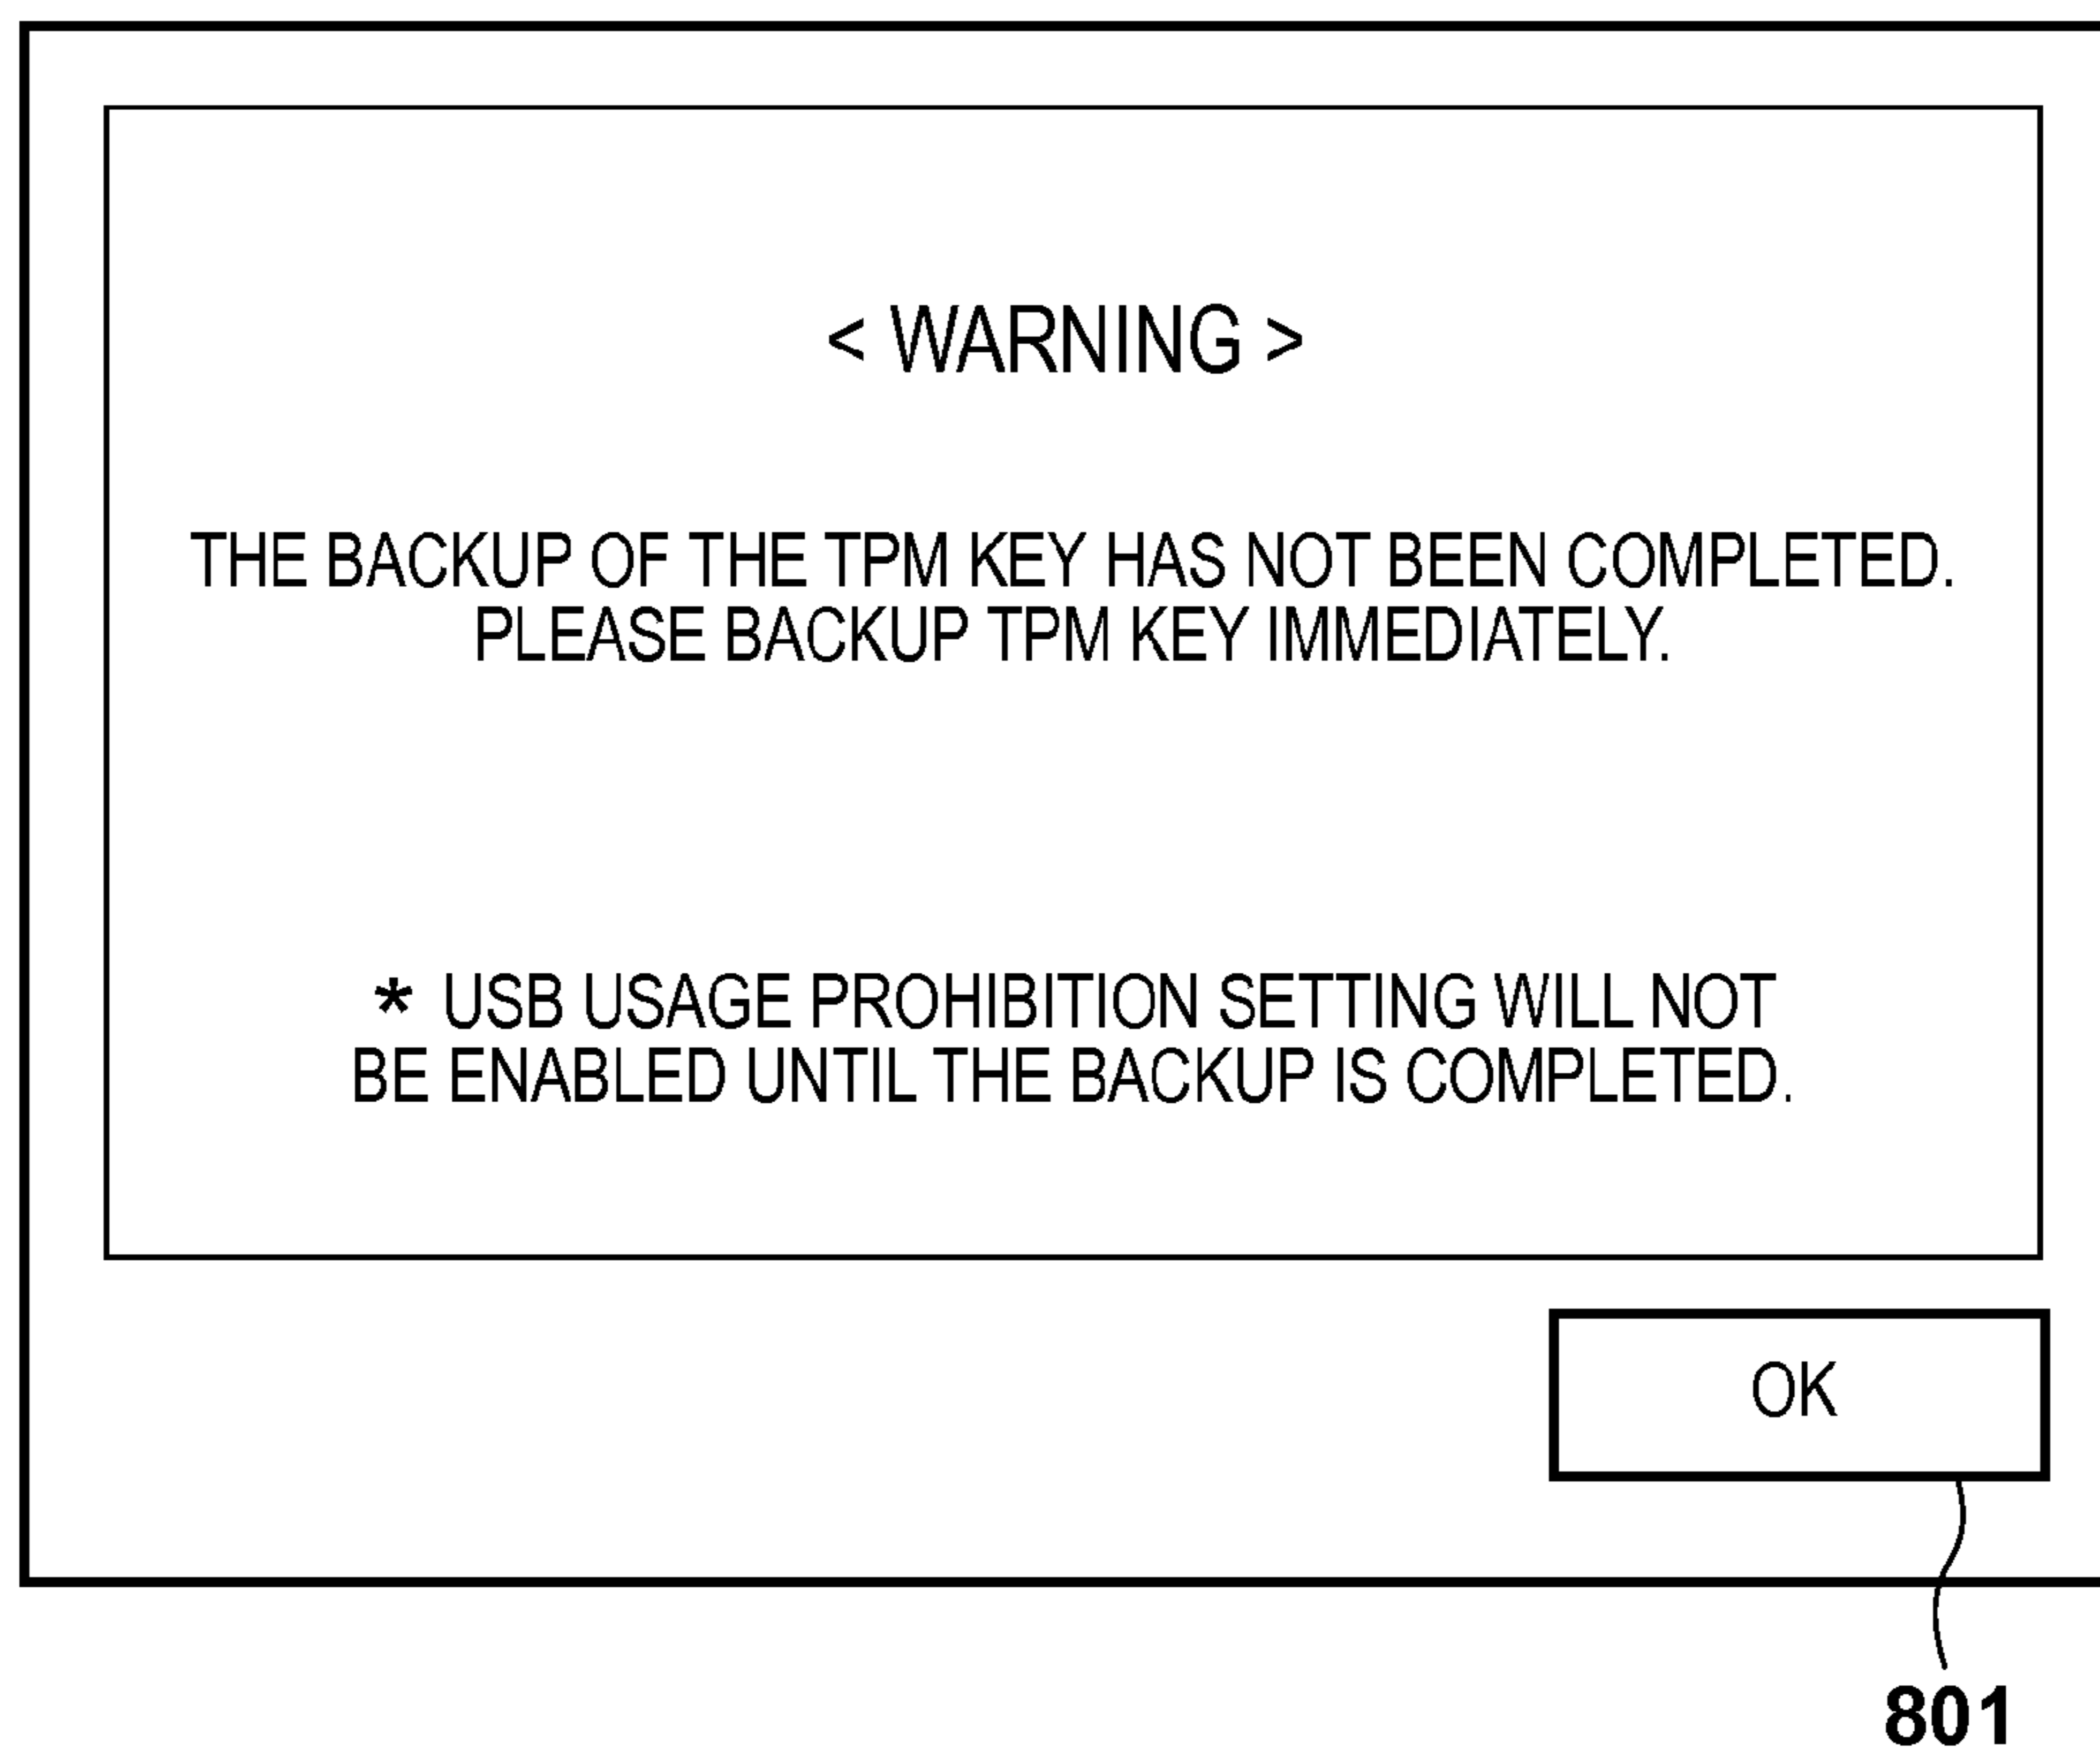 < WARNING >
THE BACKUP OF THE TPM KEY HAS NOT BEEN COMPLETED.
PLEASE BACKUP TPM KEY IMMEDIATELY.
* USB USAGE PROHIBITION SETTING WILL NOT
BE ENABLED UNTIL THE BACKUP IS COMPLETED.
OK
801